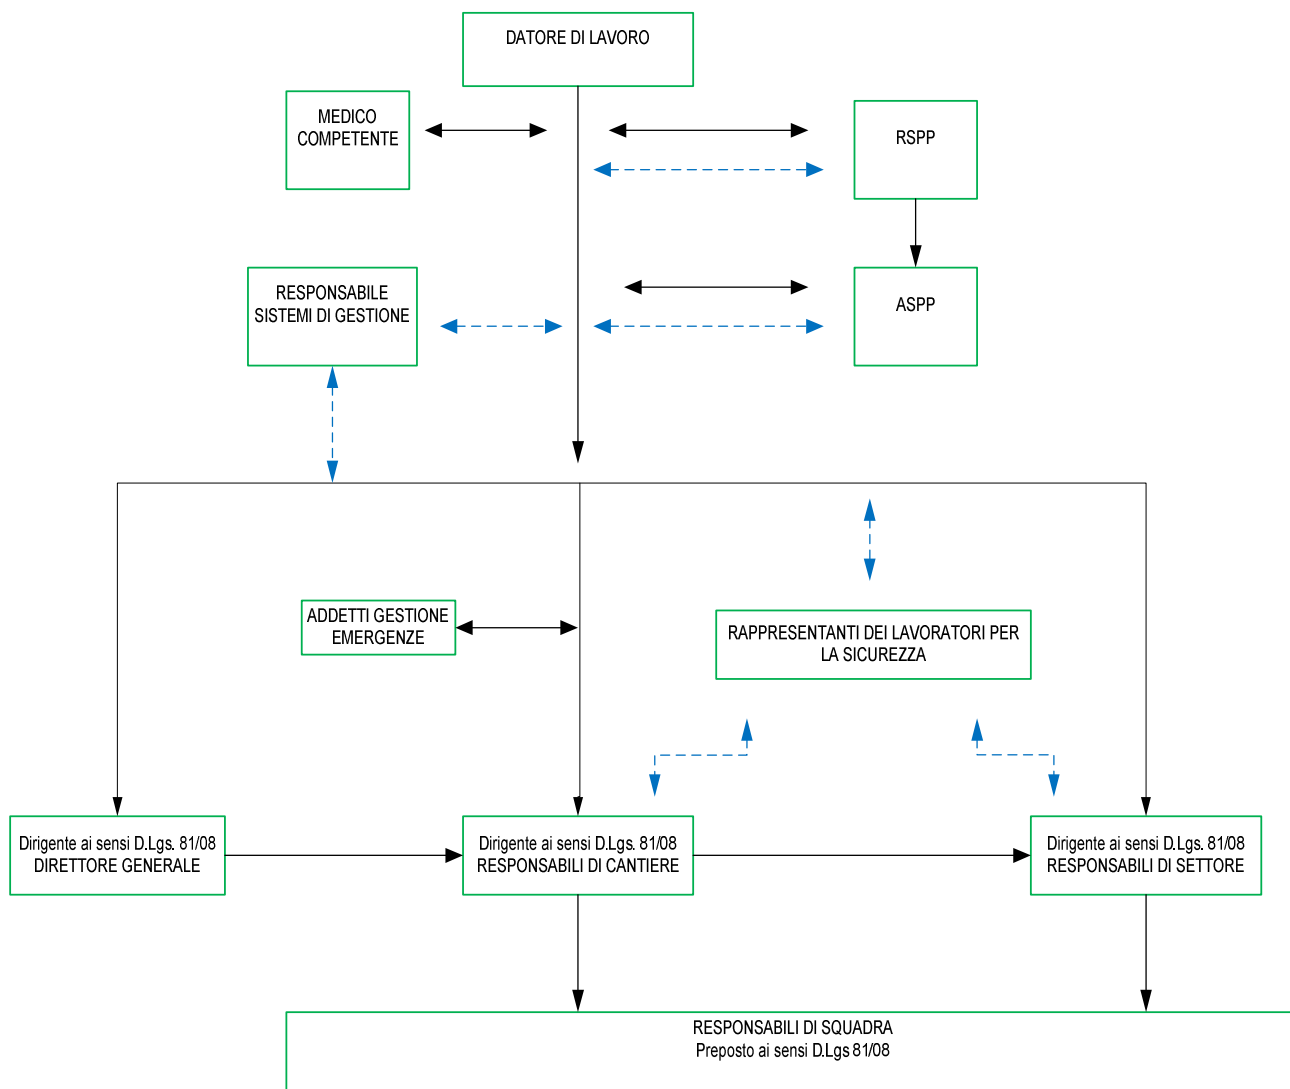 DATORE DI LAVORO
MEDICO
COMPETENTE
RSPP
RESPONSABILE
SISTEMI DI GESTIONE
ASPP
ADDETTI GESTIONE
EMERGENZE
RAPPRESENTANTI DEI LAVORATORI PER
LA SICUREZZA
Dirigente ai sensi D.Lgs. 81/08
DIRETTORE GENERALE
Dirigente ai sensi D.Lgs. 81/08
RESPONSABILI DI CANTIERE
Dirigente ai sensi D.Lgs. 81/08
RESPONSABILI DI SETTORE
RESPONSABILI DI SQUADRA
Preposto ai sensi D.Lgs 81/08